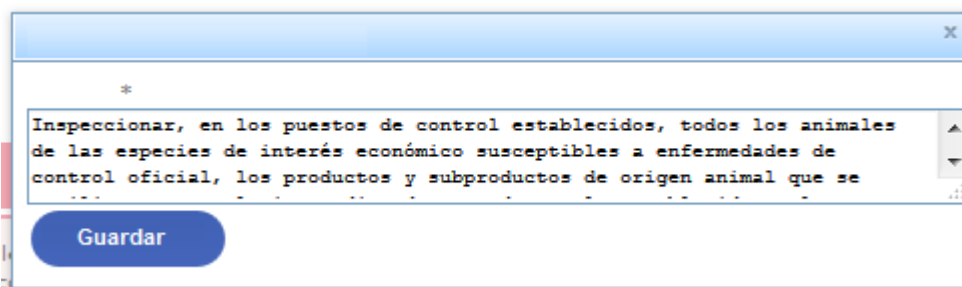 *
Inspeccionar, en los puestos de control establecidos, todos los animales
de las especies de interés económico susceptibles a enfermedades de
control oficial, los productos y subproductos de origen animal que se
Guardar